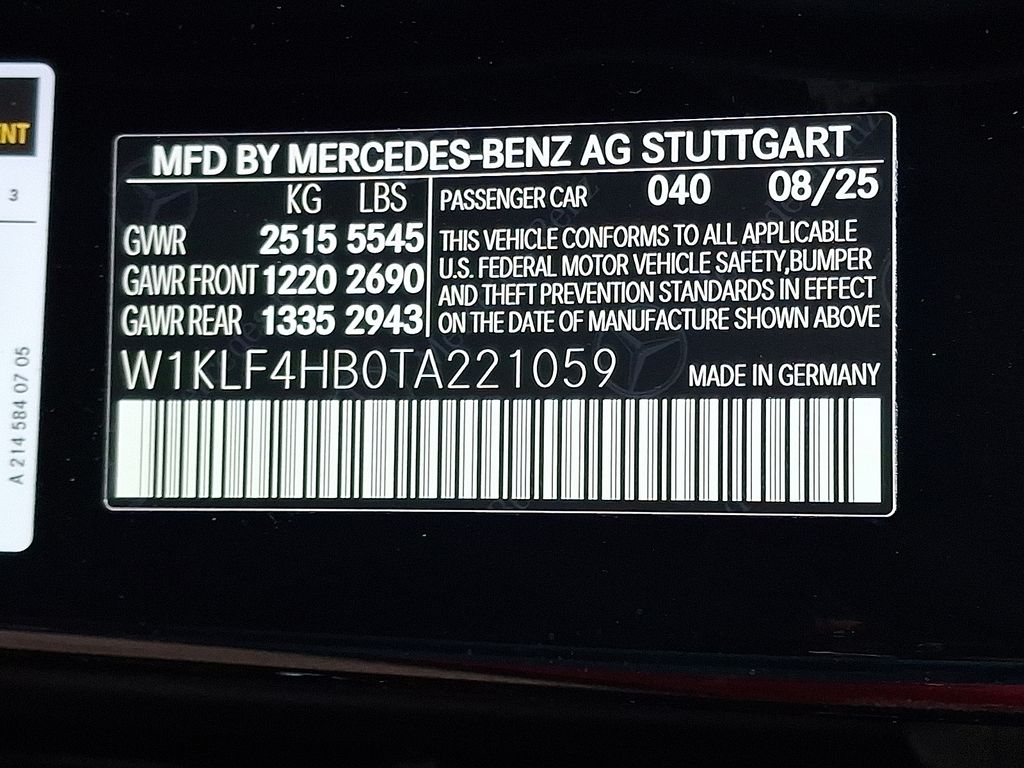 MFD BY MERCEDES-BENZ AG STUTTGART
KG LBS
GVWR 2515 5545
GAWR FRONT 1220 2690
GAWR REAR 1335 2943
PASSENGER CAR 040 08/25
THIS VEHICLE CONFORMS TO ALL APPLICABLE
U.S. FEDERAL MOTOR VEHICLE SAFETY,BUMPER
AND THEFT PREVENTION STANDARDS IN EFFECT
ON THE DATE OF MANUFACTURE SHOWN ABOVE
W1KLF4HB0TA221059
MADE IN GERMANY
3
A 214 584 07 05